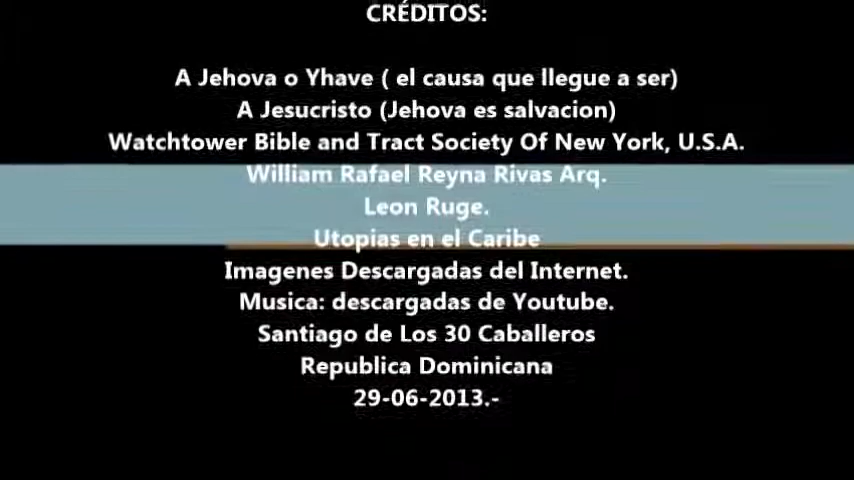 CRÉDITOS:
A Jehova o Yhave ( el causa que llegue a ser)
A Jesucristo (Jehova es salvacion)
Watchtower Bible and Tract Society Of New York, U.S.A.
William Rafael Reyna Rivas Arq.
Leon Ruge.
Utopias en el Caribe
Imagenes Descargadas del Internet.
Musica: descargadas de Youtube.
Santiago de Los 30 Caballeros
Republica Dominicana
29-06-2013.-